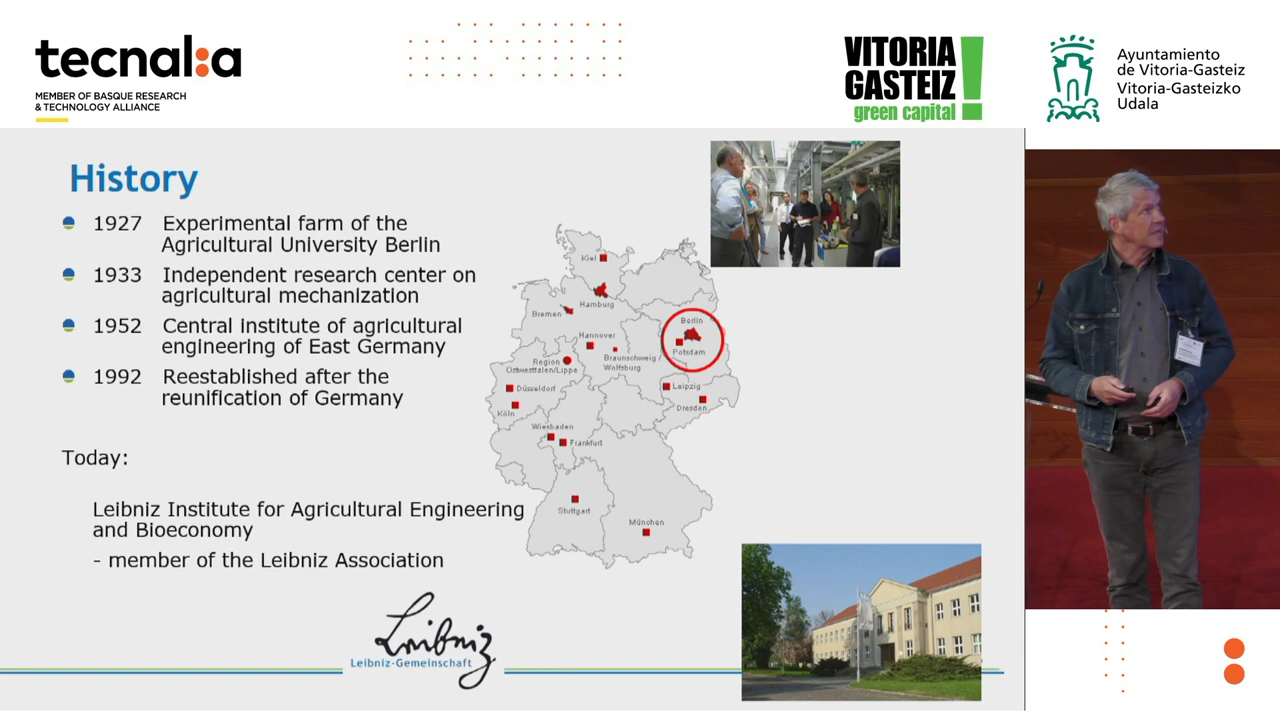 tecnal:a
MEMBER OF BASQUE RESEARCH
& TECHNOLOGY ALLIANCE
VITORIA
GASTEIZ!
green capital
Ayuntamiento
de Vitoria-Gasteiz
Vitoria-Gasteizko
Udala
History
1927 Experimental farm of the
Agricultural University Berlin
1933 Independent research center on
agricultural mechanization
1952 Central Institute of agricultural
engineering of East Germany
1992 Reestablished after the
reunification of Germany
Today:
Leibniz Institute for Agricultural Engineering
and Bioeconomy
- member of the Leibniz Association
Leibniz
Leibniz-Gemeinschaft
Kiel
Hamburg
Bremen
Berlin
Hannover
Potsdam
Braunschweig /
Wolfsburg
Region
Ostwestfalen/Lippe
Düsseldorf
Leipzig
Köln
Dresden
Wiesbaden
Frankfurt
Stuttgart
München